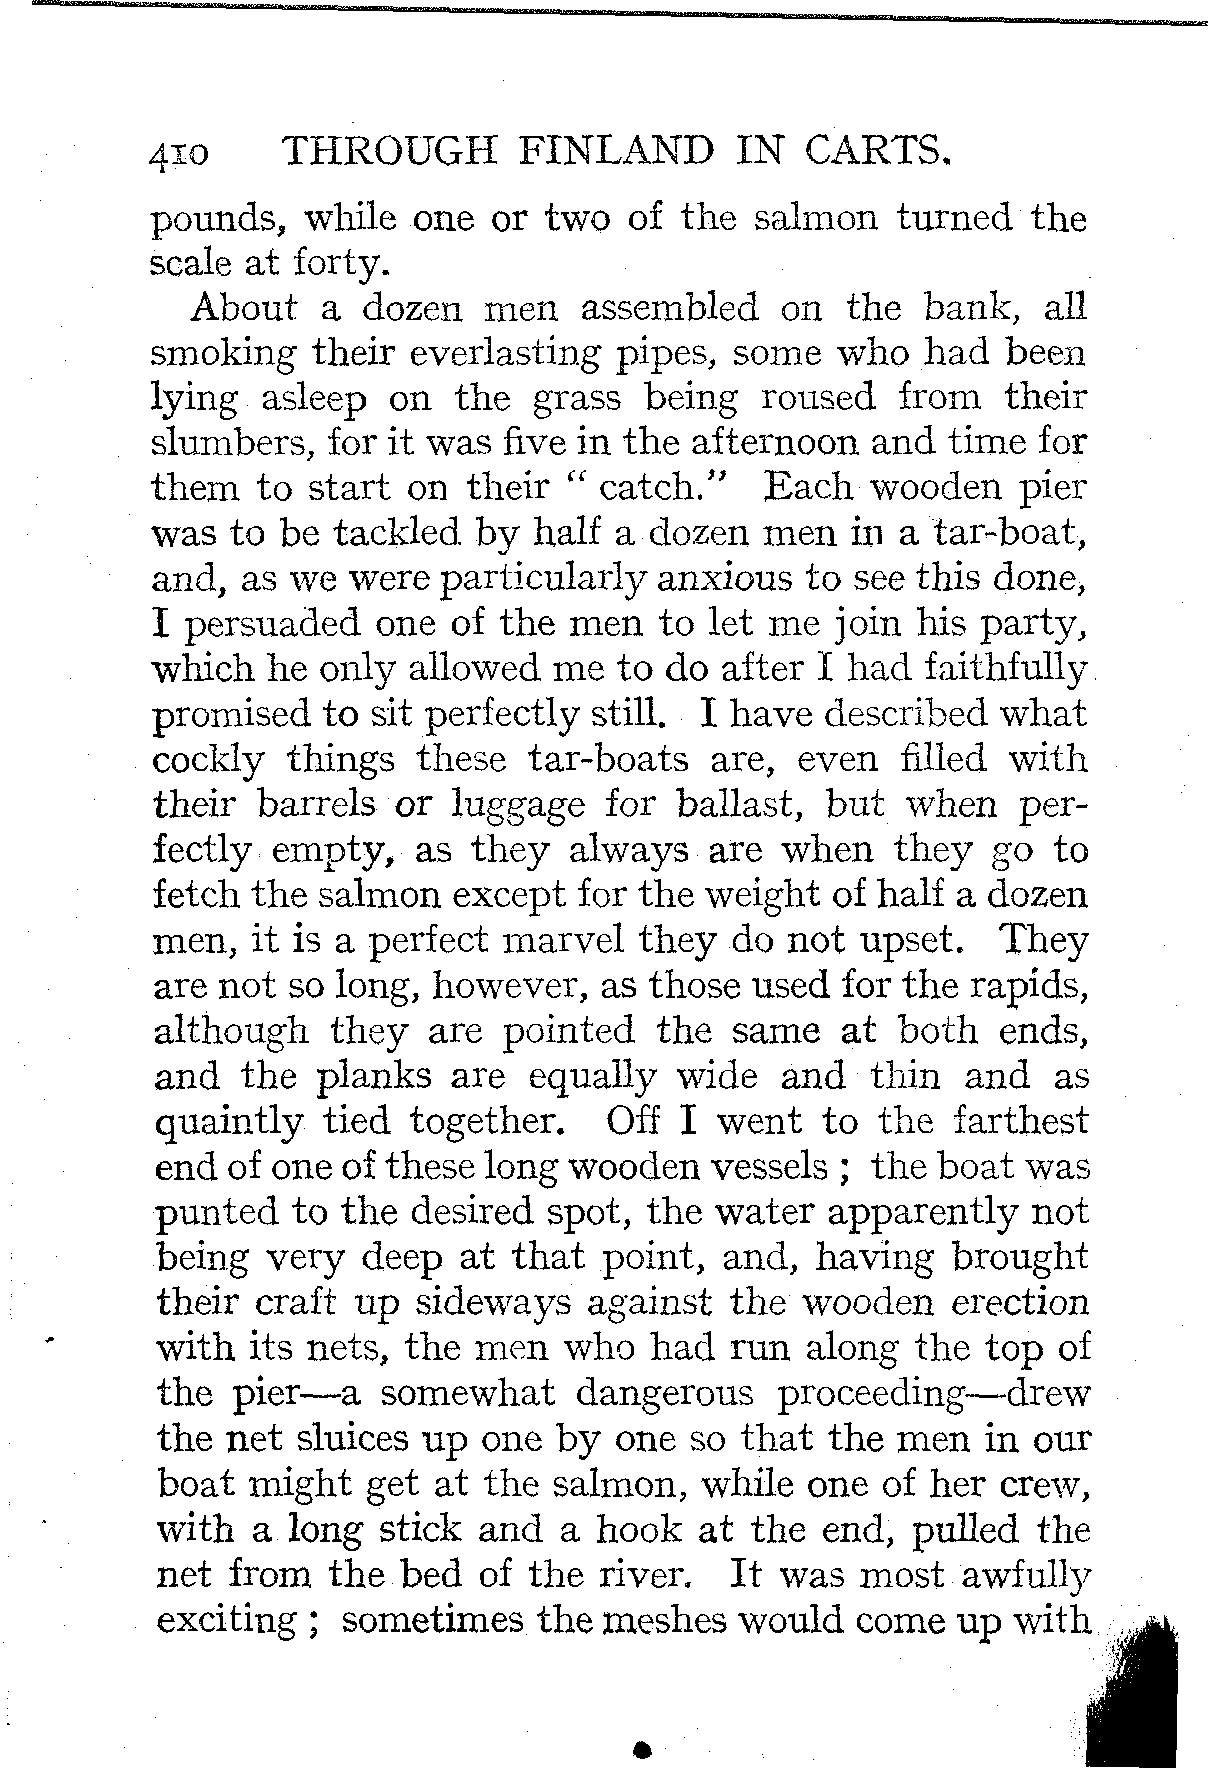 410 THROUGH FINLAND IN CARTS.
pounds, while one or two of the salmon turned the
scale at forty.
About a dozen men assembled on the bank, all
smoking their everlasting pipes, some who had been
lying asleep on the grass being roused from their
slumbers, for it was five in the afternoon and time for
them to start on their “ catch.” Each wooden pier
was to be tackled by half a dozen men in a tar-boat,
and, as we were particularly anxious to see this done,
I persuaded one of the men to let me join his party,
which he only allowed me to do after I had faithfully
promised to sit perfectly still. I have described what
cockly things these tar-boats are, even filled with
their barrels or luggage for ballast, but when per-
fectly empty, as they always are when they go to
fetch the salmon except for the weight of half a dozen
men, it is a perfect marvel they do not upset. They
are not so long, however, as those used for the rapids,
although they are pointed the same at both ends,
and the planks are equally wide and thin and as
quaintly tied together. Off I went to the farthest
end of one of these long wooden vessels ; the boat was
punted to the desired spot, the water apparently not
being very deep at that point, and, having brought
their craft up sideways against the wooden erection
with its nets, the men who had run along the top of
the pier—a somewhat dangerous proceeding—drew
the net sluices up one by one so that the men in our
boat might get at the salmon, while one of her crew,
with a long stick and a hook at the end, pulled the
net from the bed of the river. It was most awfully
exciting ; sometimes the meshes would come up with